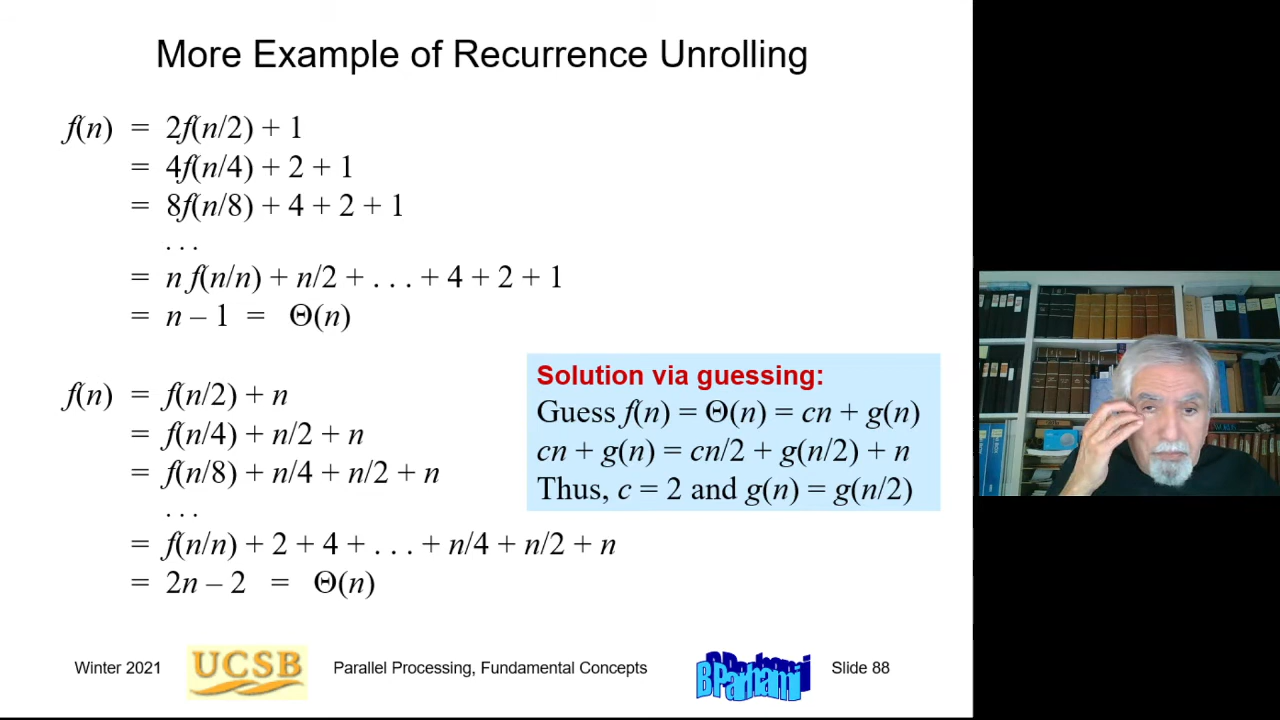 More Example of Recurrence Unrolling
f(n) = 2f(n/2) + 1
= 4f(n/4) + 2 + 1
= 8f(n/8) + 4 + 2 + 1
. . .
= n f(n/n) + n/2 + . . . + 4 + 2 + 1
= n – 1 = Θ(n)
f(n) = f(n/2) + n
= f(n/4) + n/2 + n
= f(n/8) + n/4 + n/2 + n
. . .
= f(n/n) + 2 + 4 + . . . + n/4 + n/2 + n
= 2n – 2 = Θ(n)
Solution via guessing:
Guess f(n) = Θ(n) = cn + g(n)
cn + g(n) = cn/2 + g(n/2) + n
Thus, c = 2 and g(n) = g(n/2)
Winter 2021
UCSB
Parallel Processing, Fundamental Concepts
BParhami
Slide 88